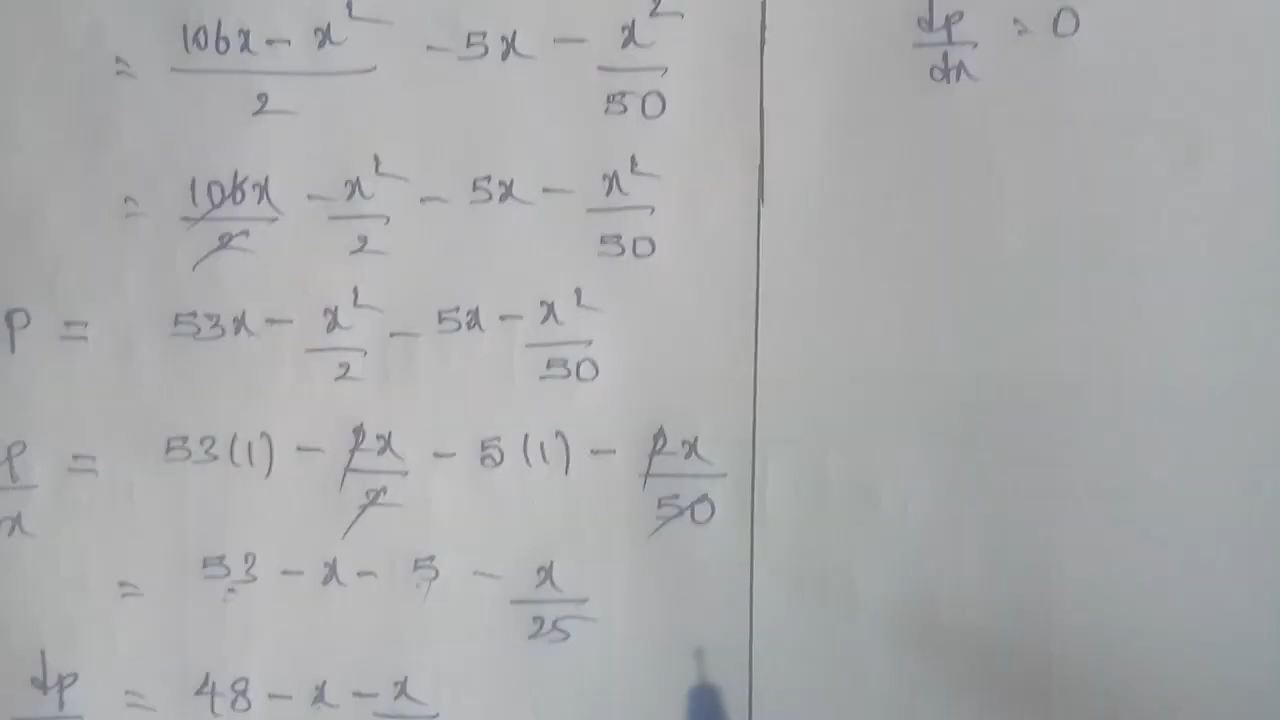 = 106x - x² / 2 - 5x - x² / 50
= 106x / 2 - x² / 2 - 5x - x² / 50
P = 53x - x² / 2 - 5x - x² / 50
p / x = 53(1) - 2x / 2 - 5(1) - 2x / 50
= 53 - x - 5 - x / 25
dp = 48 - x - x
dp / dx = 0